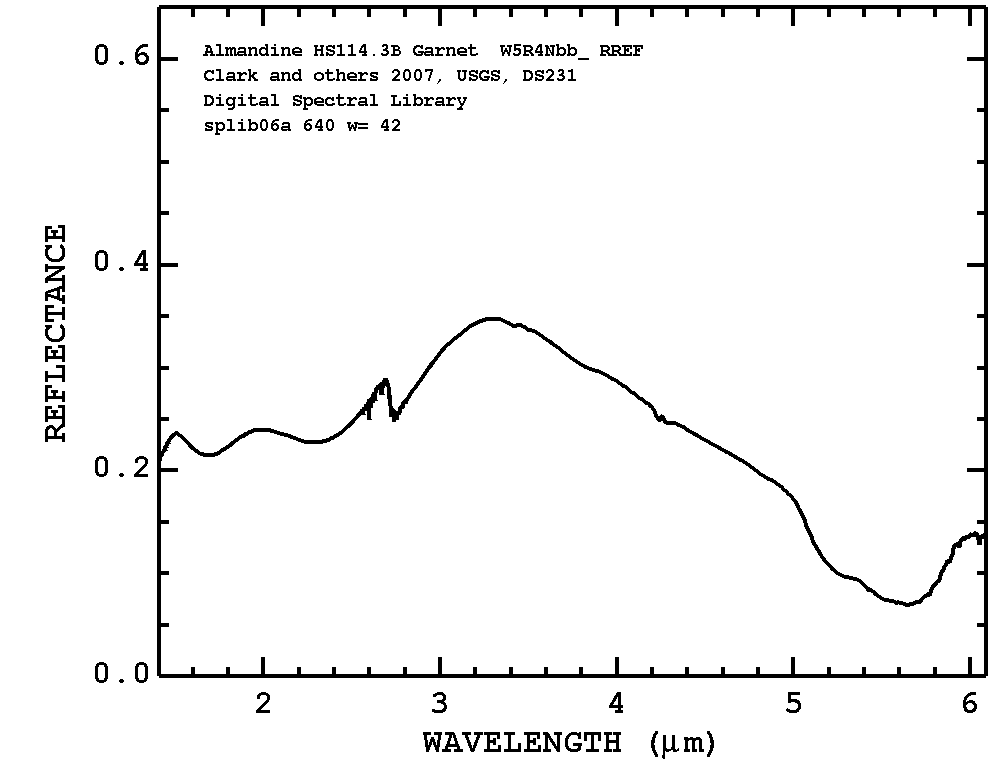 Almandine HS114.3B Garnet W5R4Nbb_ RREF
Clark and others 2007, USGS, DS231
Digital Spectral Library
splib06a 640 w= 42
0.6
0.4
0.2
0.0
REFLECTANCE
2 3 4 5 6
WAVELENGTH (μm)